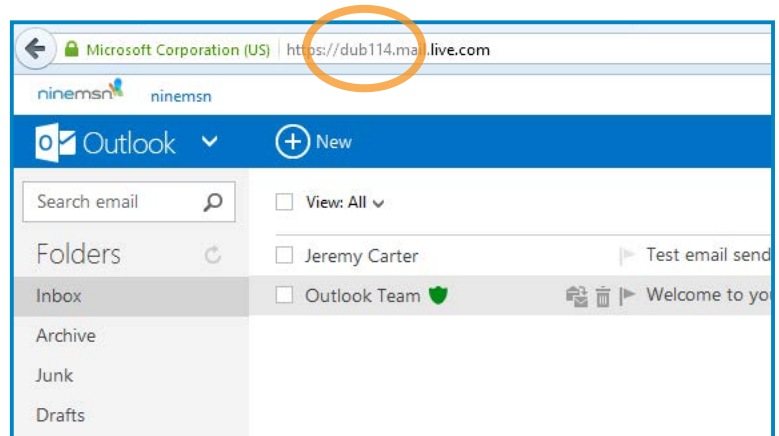 Microsoft Corporation (US) https://dub114.mail.live.com
ninemsn ninemsn
Outlook New
Search email View: All
Folders Jeremy Carter Test email send
Inbox Outlook Team Welcome to you
Archive
Junk
Drafts